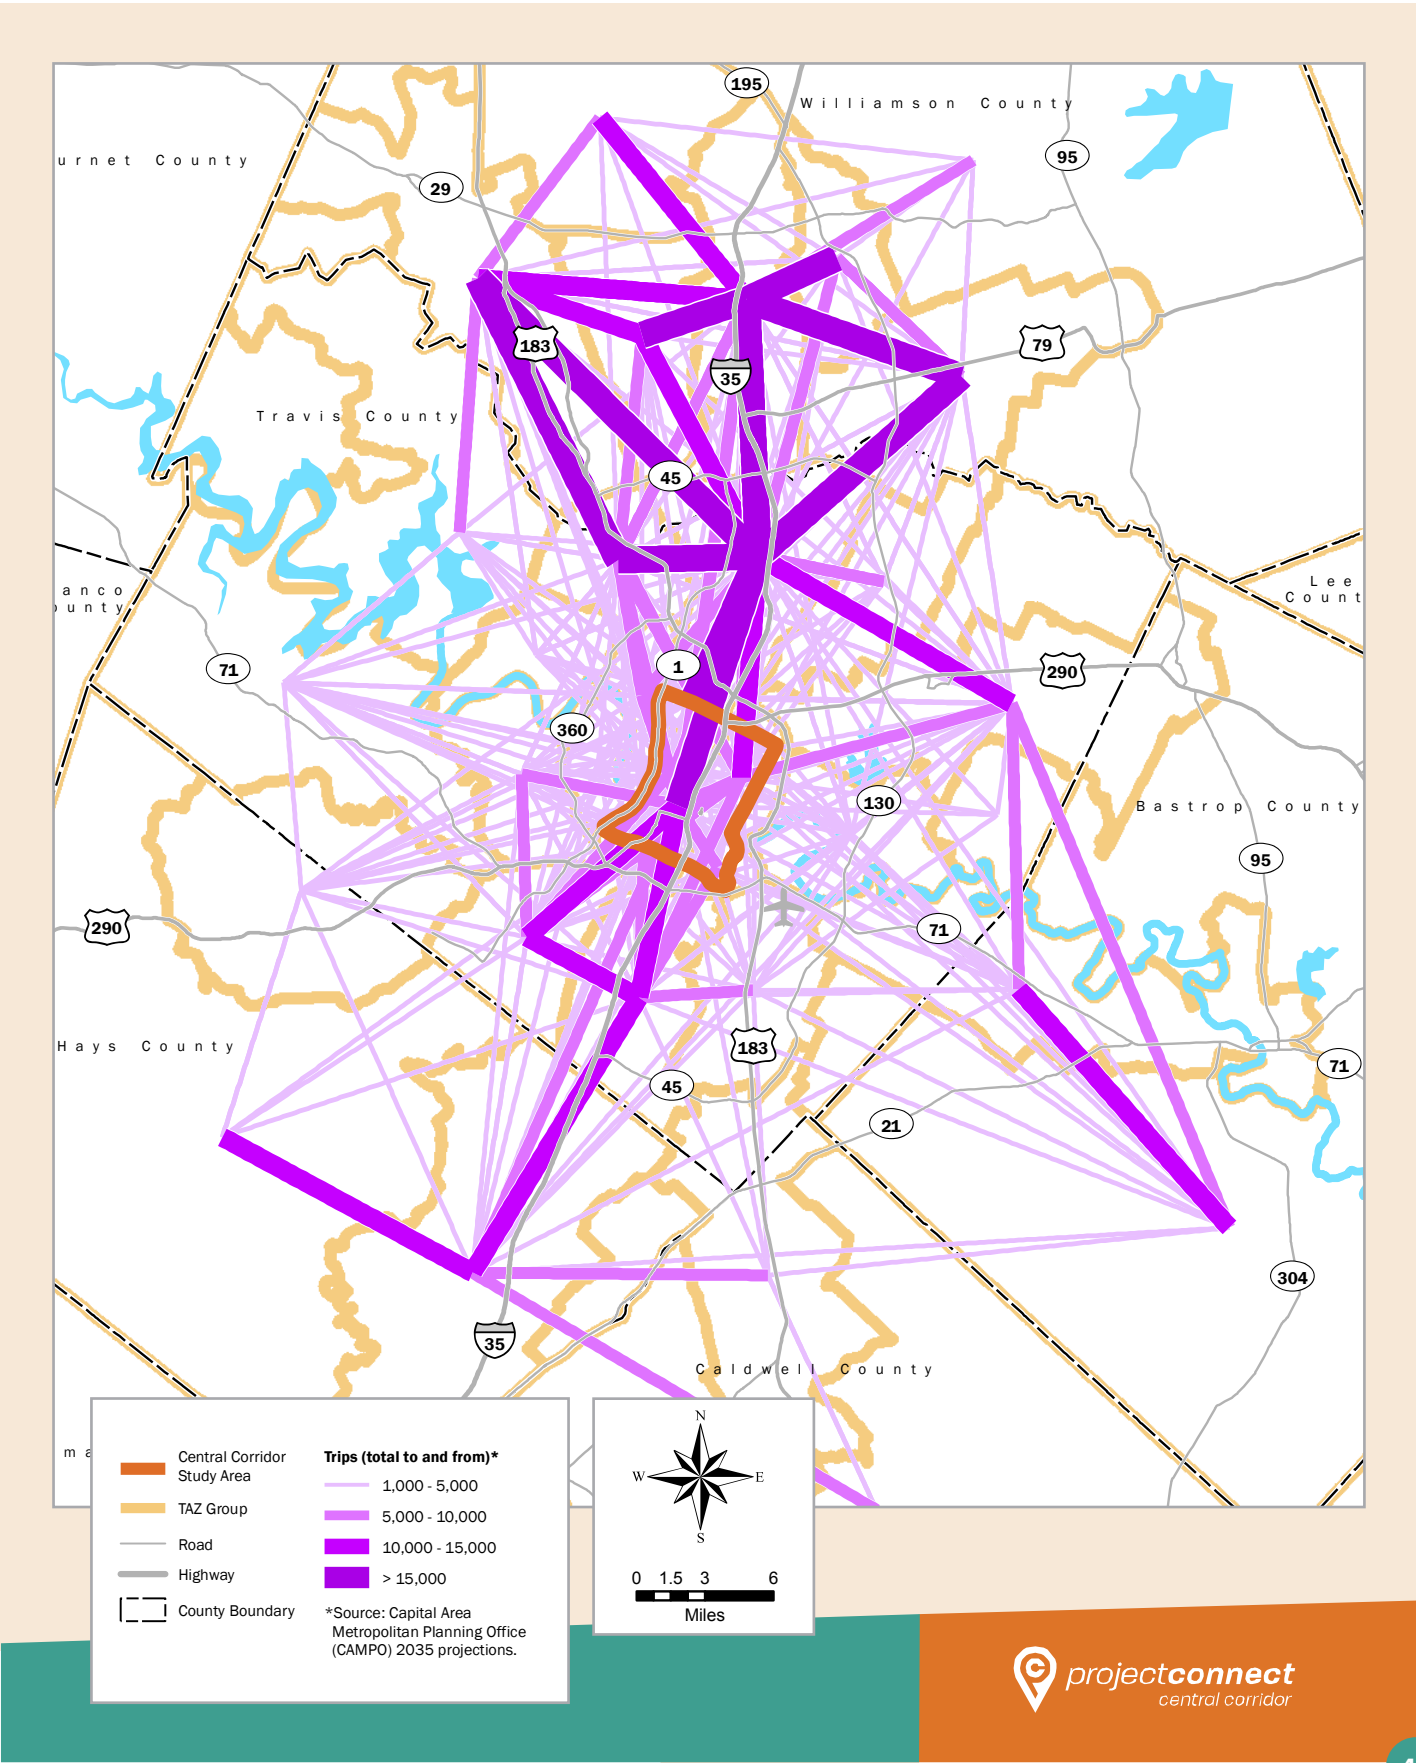 195
Williamson County
95
urnet County
29
183
79
35
Travis County
45
anco
ounty
Lee
Count
71
1
290
360
130
Bastrop County
95
290
71
Hays County
183
71
45
21
304
35
Caldwell County
N
W
E
S
0 1.5 3 6
Miles
Central Corridor
Study Area
TAZ Group
Road
Highway
County Boundary
Trips (total to and from)*
1,000 - 5,000
5,000 - 10,000
10,000 - 15,000
> 15,000
*Source: Capital Area
Metropolitan Planning Office
(CAMPO) 2035 projections.
projectconnect
central corridor